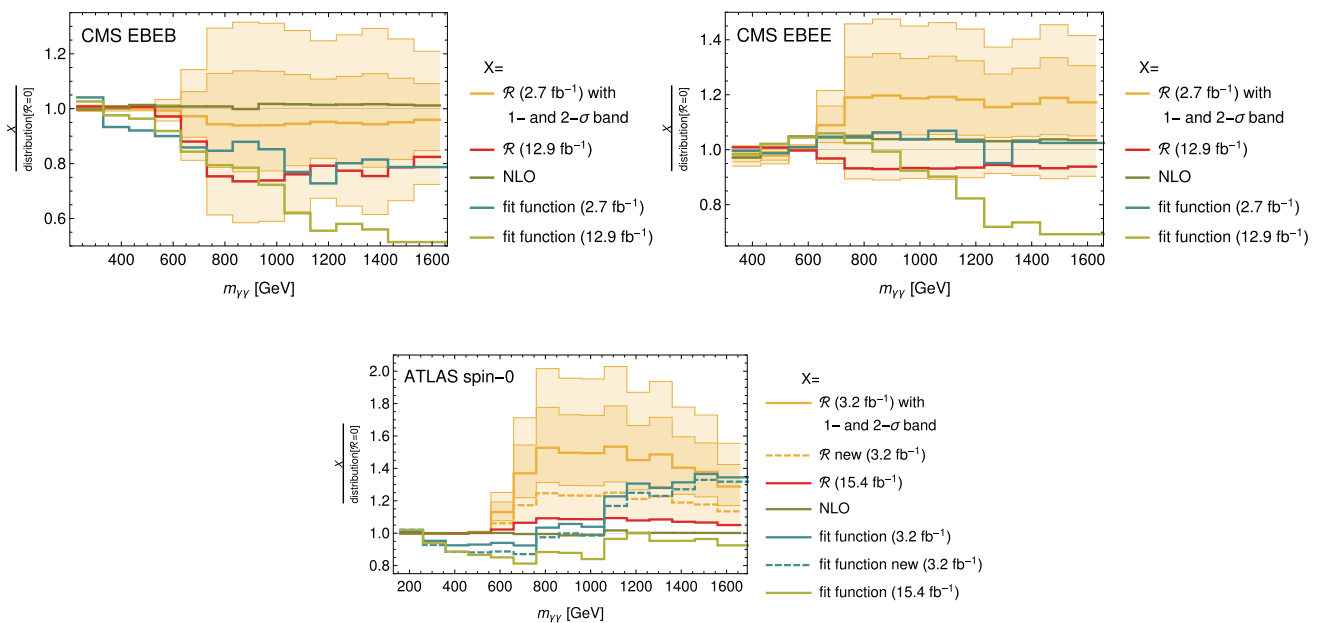 CMS EBEB
1.2
1.0
0.8
0.6
X
distribution[ℛ=0]
400 600 800 1000 1200 1400 1600
mγγ [GeV]
X=
ℛ (2.7 fb⁻¹) with
1– and 2–σ band
ℛ (12.9 fb⁻¹)
NLO
fit function (2.7 fb⁻¹)
fit function (12.9 fb⁻¹)
CMS EBEE
1.4
1.2
1.0
0.8
X
distribution[ℛ=0]
400 600 800 1000 1200 1400 1600
mγγ [GeV]
X=
ℛ (2.7 fb⁻¹) with
1– and 2–σ band
ℛ (12.9 fb⁻¹)
NLO
fit function (2.7 fb⁻¹)
fit function (12.9 fb⁻¹)
ATLAS spin–0
2.0
1.8
1.6
1.4
1.2
1.0
0.8
X
distribution[ℛ=0]
200 400 600 800 1000 1200 1400 1600
mγγ [GeV]
X=
ℛ (3.2 fb⁻¹) with
1– and 2–σ band
ℛ new (3.2 fb⁻¹)
ℛ (15.4 fb⁻¹)
NLO
fit function (3.2 fb⁻¹)
fit function new (3.2 fb⁻¹)
fit function (15.4 fb⁻¹)